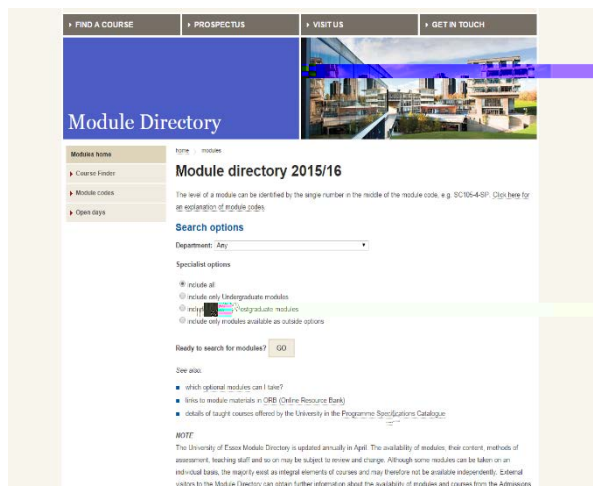 FIND A COURSE
PROSPECTUS
VISIT US
GET IN TOUCH
Module Directory
Modules home
Course Finder
Module codes
Open days
home modules
Module directory 2015/16
The level of a module can be identified by the single number in the middle of the module code, e.g. SC105-4-SP. Click here for
an explanation of module codes.
Search options
Department: Any
Specialist options
include all
include only Undergraduate modules
Postgraduate modules
include only modules available as outside options
Ready to search for modules? GO
See also:
which optional modules can I take?
links to module materials in ORB (Online Resource Bank)
details of taught courses offered by the University in the Programme Specifications Catalogue
NOTE
The University of Essex Module Directory is updated annually in April. The availability of modules, their content, methods of
assessment, teaching staff and so on may be subject to review and change. Although some modules can be taken on an
individual basis, the majority exist as integral elements of courses and may therefore not be available independently. External
visitors to the Module Directory can obtain further information about the availability of modules and courses from the Admissions